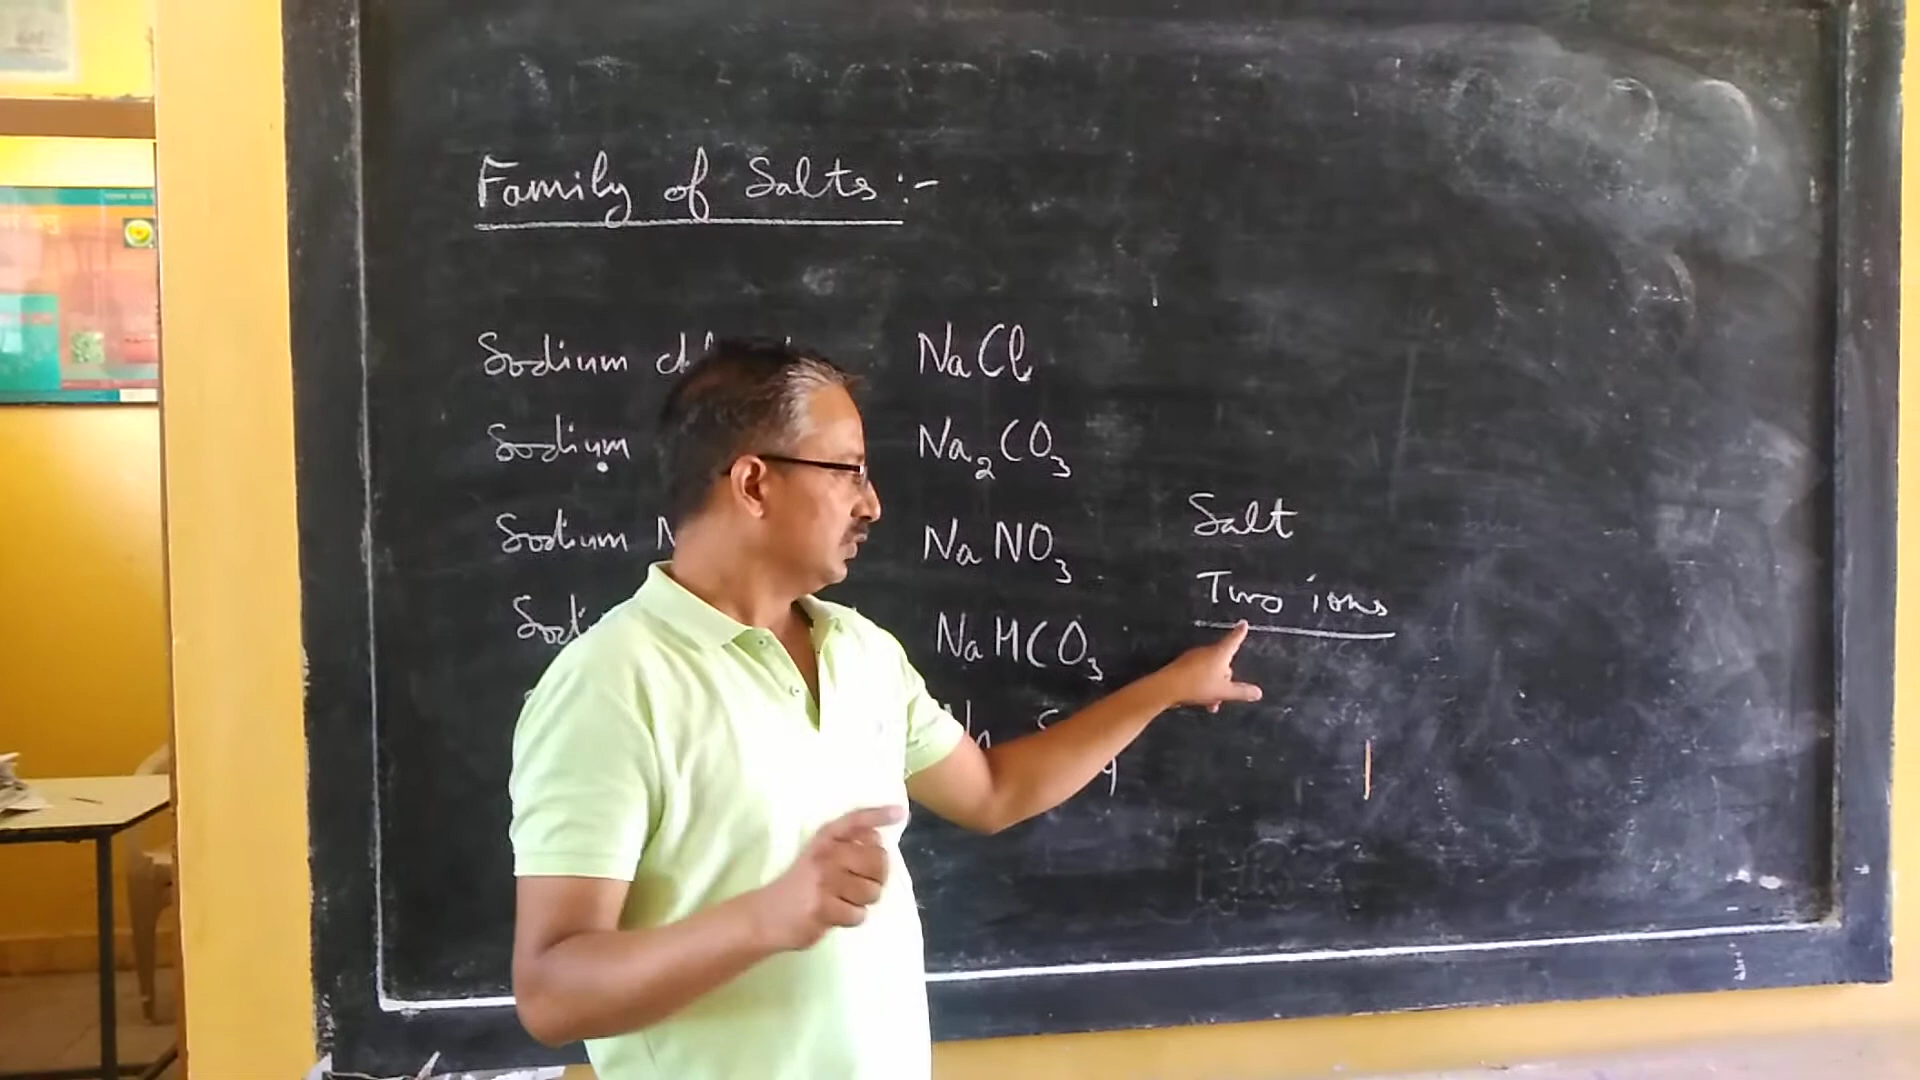 Family of Salts :-
Sodium NaCl
Sodium Na2CO3
Sodium NaNO3
NaHCO3
Salt
Two ions